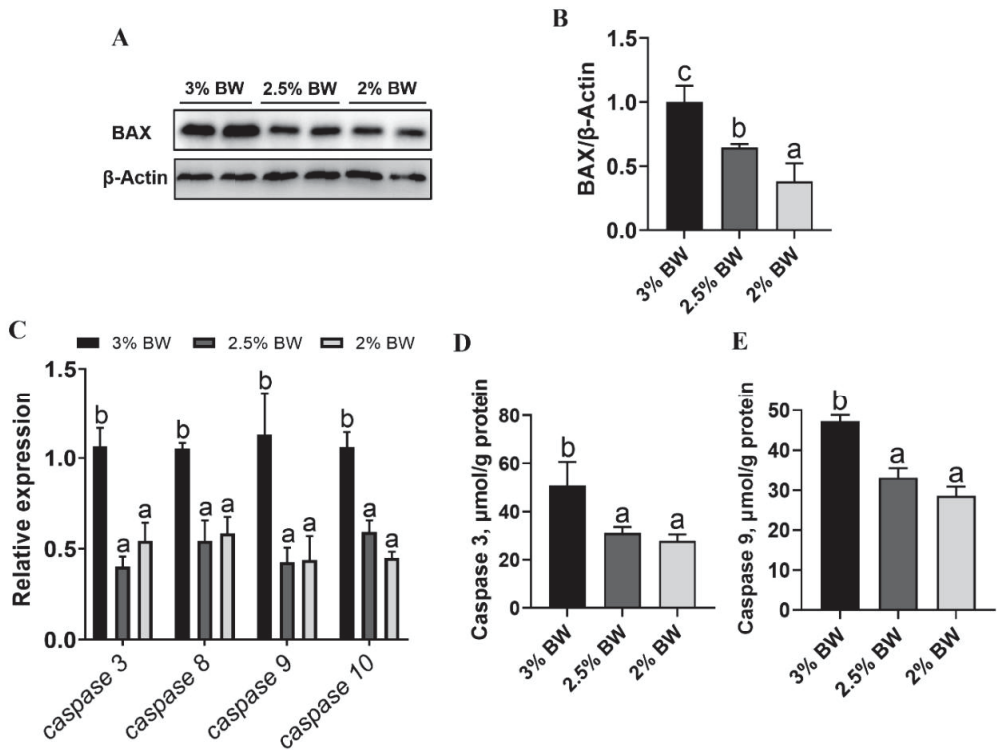 A
3% BW 2.5% BW 2% BW
BAX
β-Actin
B
BAX/β-Actin
1.5
1.0
0.5
0.0
c
b
a
3% BW
2.5% BW
2% BW
C
3% BW 2.5% BW 2% BW
Relative expression
1.5
1.0
0.5
0.0
b a a
b a a
b a a
b a a
caspase 3
caspase 8
caspase 9
caspase 10
D
Caspase 3, μmol/g protein
80
60
40
20
0
b
a
a
3% BW
2.5% BW
2% BW
E
Caspase 9, μmol/g protein
50
40
30
20
10
0
b
a
a
3% BW
2.5% BW
2% BW